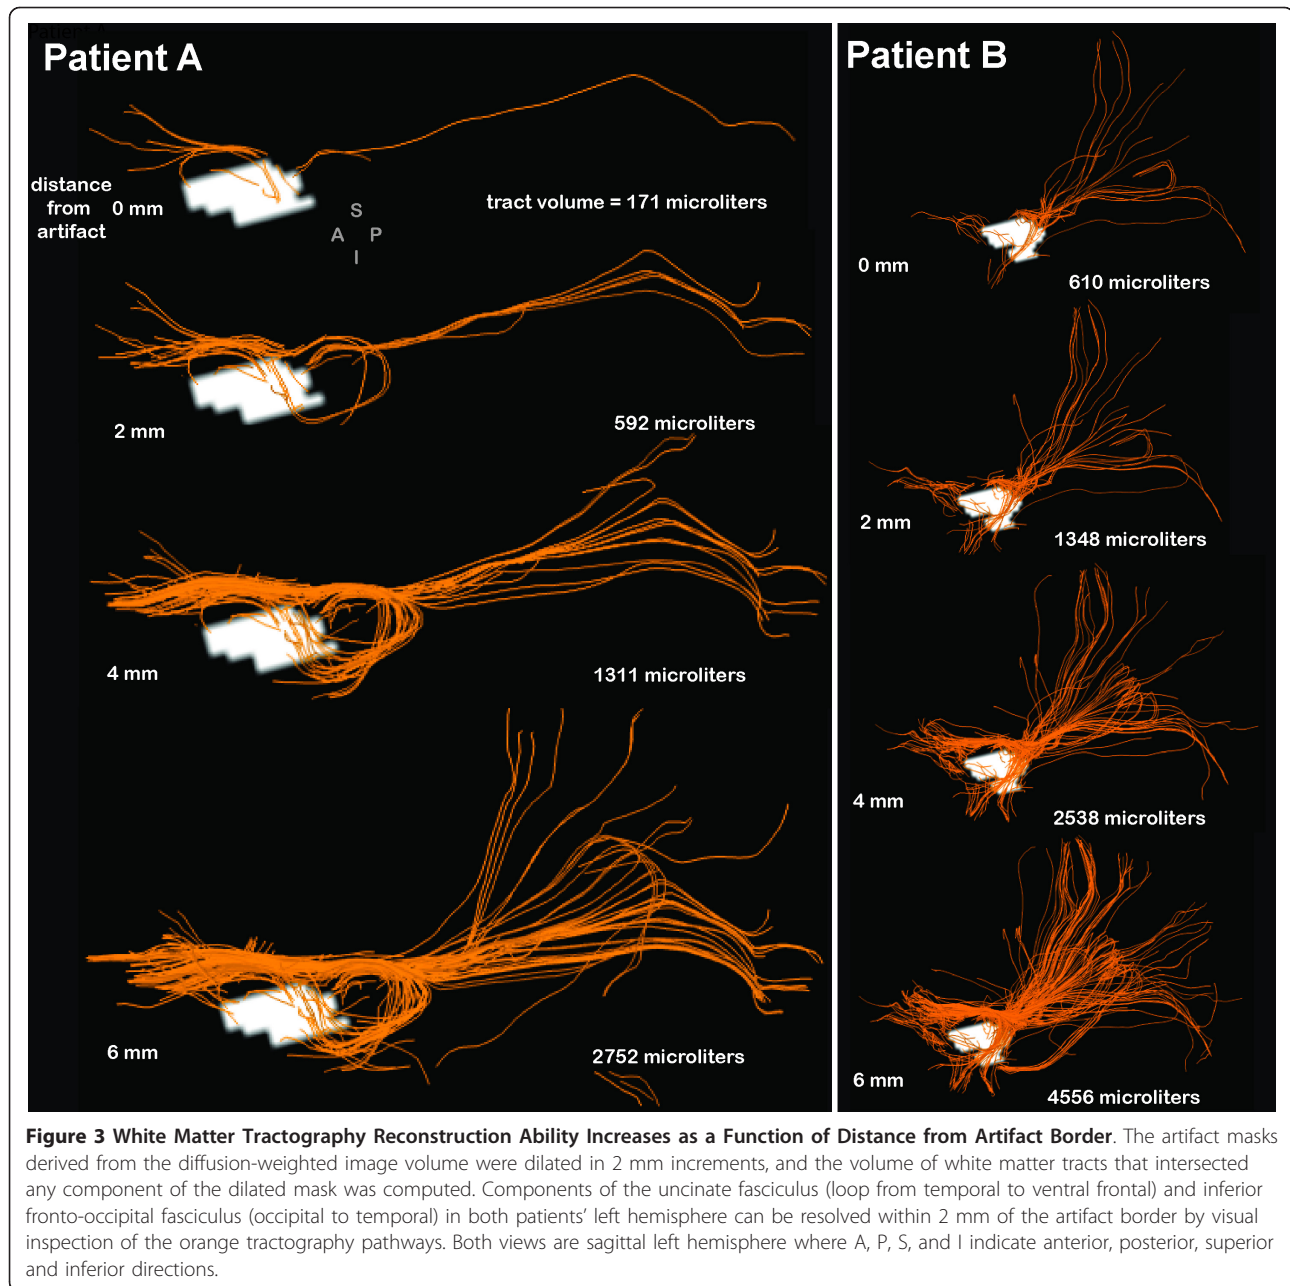 Patient A
distance
from 0 mm
artifact
S
A P
I
tract volume = 171 microliters
2 mm
592 microliters
4 mm
1311 microliters
6 mm
2752 microliters
Patient B
0 mm
610 microliters
2 mm
1348 microliters
4 mm
2538 microliters
6 mm
4556 microliters
Figure 3 White Matter Tractography Reconstruction Ability Increases as a Function of Distance from Artifact Border. The artifact masks
derived from the diffusion-weighted image volume were dilated in 2 mm increments, and the volume of white matter tracts that intersected
any component of the dilated mask was computed. Components of the uncinate fasciculus (loop from temporal to ventral frontal) and inferior
fronto-occipital fasciculus (occipital to temporal) in both patients' left hemisphere can be resolved within 2 mm of the artifact border by visual
inspection of the orange tractography pathways. Both views are sagittal left hemisphere where A, P, S, and I indicate anterior, posterior, superior
and inferior directions.